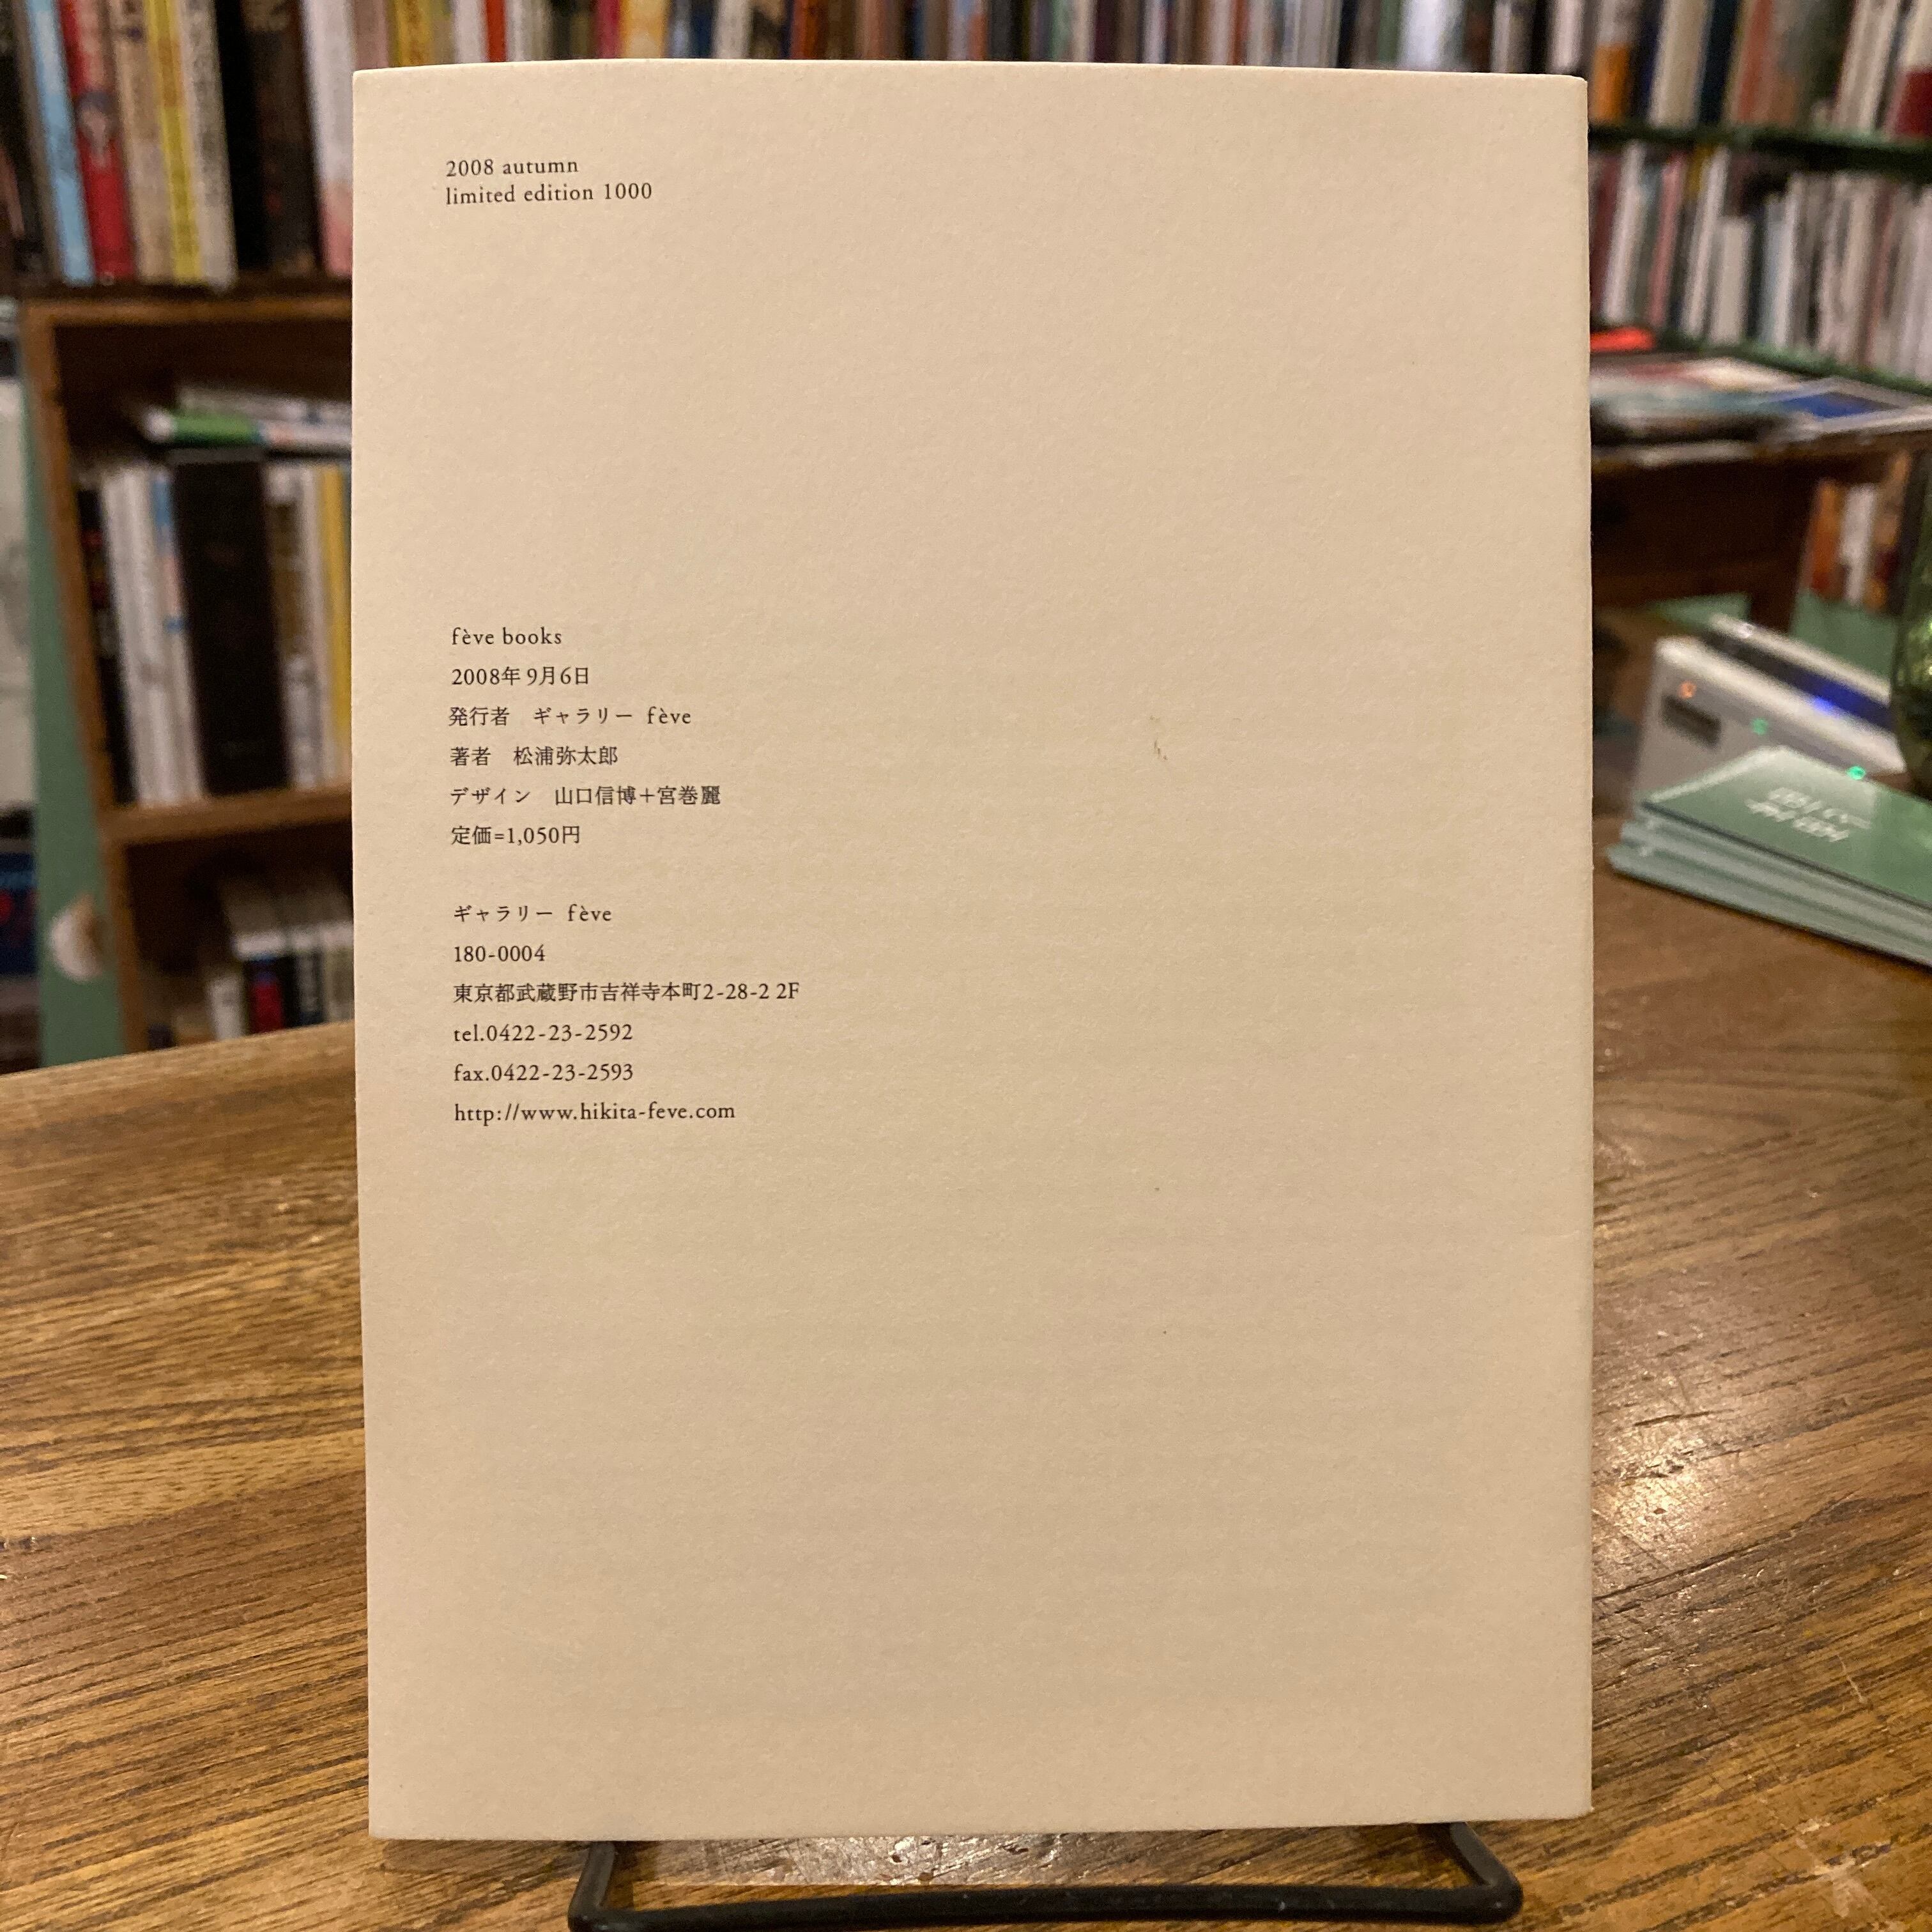 2008 autumn
limited edition 1000
fève books
2008年9月6日
発行者　ギャラリー fève
著者　松浦弥太郎
デザイン　山口信博＋宮巻麗
定価=1,050円
ギャラリー fève
180-0004
東京都武蔵野市吉祥寺本町2-28-2 2F
tel.0422-23-2592
fax.0422-23-2593
http://www.hikita-feve.com